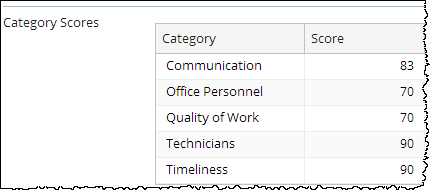 Category Scores
Category Score
Communication 83
Office Personnel 70
Quality of Work 70
Technicians 90
Timeliness 90